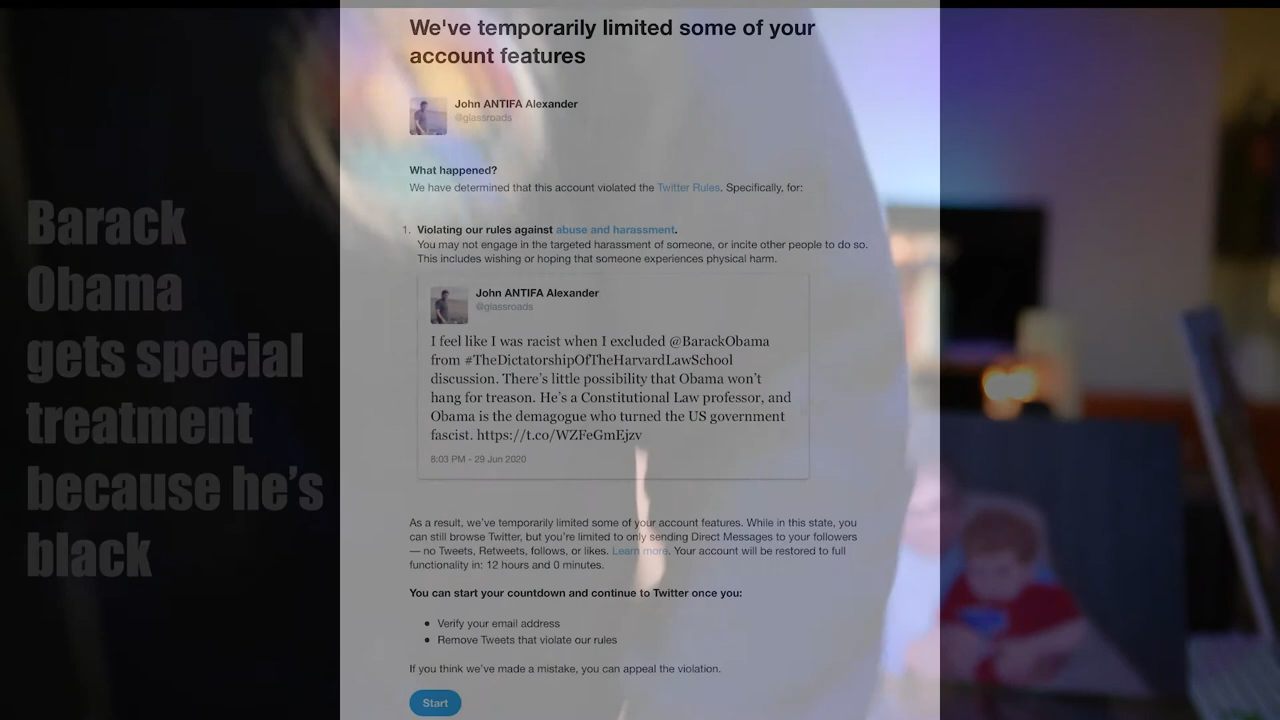 Barack
Obama
gets special
treatment
because he's
black
We've temporarily limited some of your
account features
John ANTIFA Alexander
@glassroads
What happened?
We have determined that this account violated the Twitter Rules. Specifically, for:
1. Violating our rules against abuse and harassment.
You may not engage in the targeted harassment of someone, or incite other people to do so.
This includes wishing or hoping that someone experiences physical harm.
John ANTIFA Alexander
@glassroads
I feel like I was racist when I excluded @BarackObama
from #TheDictatorshipOfTheHarvardLawSchool
discussion. There's little possibility that Obama won't
hang for treason. He's a Constitutional Law professor, and
Obama is the demagogue who turned the US government
fascist. https://t.co/WZFeGmEjzv
8:03 PM - 29 Jun 2020
As a result, we've temporarily limited some of your account features. While in this state, you
can still browse Twitter, but you're limited to only sending Direct Messages to your followers
— no Tweets, Retweets, follows, or likes. Learn more. Your account will be restored to full
functionality in: 12 hours and 0 minutes.
You can start your countdown and continue to Twitter once you:
• Verify your email address
• Remove Tweets that violate our rules
If you think we've made a mistake, you can appeal the violation.
Start